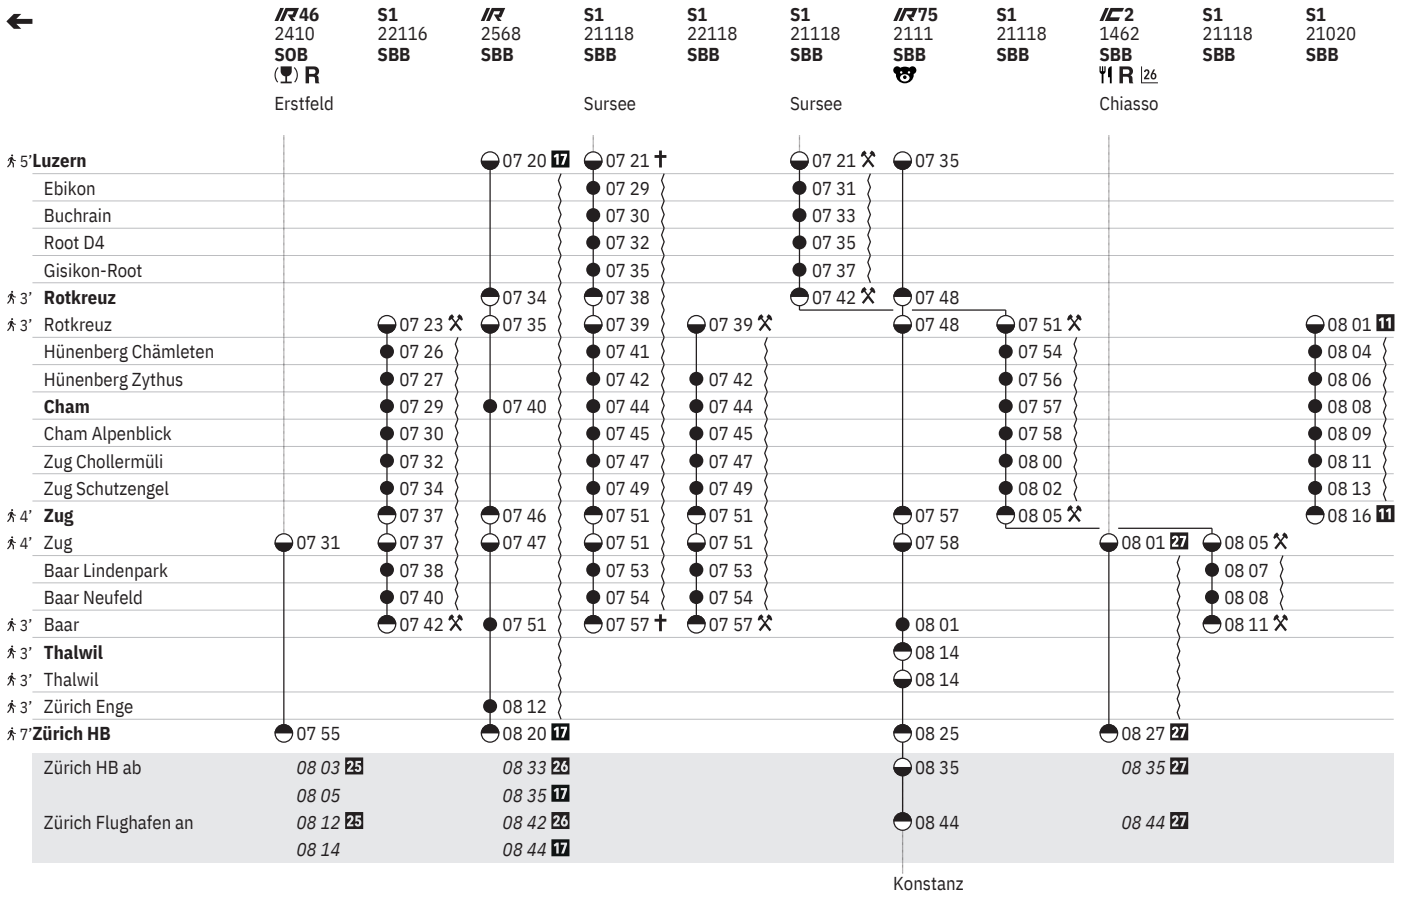 IR46 S1 IR S1 S1 S1 IR75 S1 IC2 S1 S1
2410 22116 2568 21118 22118 21118 2111 21118 1462 21118 21020
SOB SBB SBB SBB SBB SBB SBB SBB SBB SBB SBB
R R 26
Erstfeld Sursee Sursee Chiasso
5’ Luzern 07 20 17 07 21 07 21 07 35
Ebikon 07 29 07 31
Buchrain 07 30 07 33
Root D4 07 32 07 35
Gisikon-Root 07 35 07 37
3’ Rotkreuz 07 34 07 38 07 42 07 48
3’ Rotkreuz 07 23 07 35 07 39 07 39 07 48 07 51 08 01 11
Hünenberg Chämleten 07 26 07 41 07 54 08 04
Hünenberg Zythus 07 27 07 42 07 42 07 56 08 06
Cham 07 29 07 40 07 44 07 44 07 57 08 08
Cham Alpenblick 07 30 07 45 07 45 07 58 08 09
Zug Chollermüli 07 32 07 47 07 47 08 00 08 11
Zug Schutzengel 07 34 07 49 07 49 08 02 08 13
4’ Zug 07 37 07 46 07 51 07 51 07 57 08 05 08 16 11
4’ Zug 07 31 07 37 07 47 07 51 07 51 07 58 08 01 27 08 05
Baar Lindenpark 07 38 07 53 07 53 08 07
Baar Neufeld 07 40 07 54 07 54 08 08
3’ Baar 07 42 07 51 07 57 07 57 08 01 08 11
3’ Thalwil 08 14
3’ Thalwil 08 14
3’ Zürich Enge 08 12
7’ Zürich HB 07 55 08 20 17 08 25 08 27 27
Zürich HB ab 08 03 25 08 33 26 08 35 08 35 27
08 05 08 35 17
Zürich Flughafen an 08 12 25 08 42 26 08 44 08 44 27
08 14 08 44 17
Konstanz